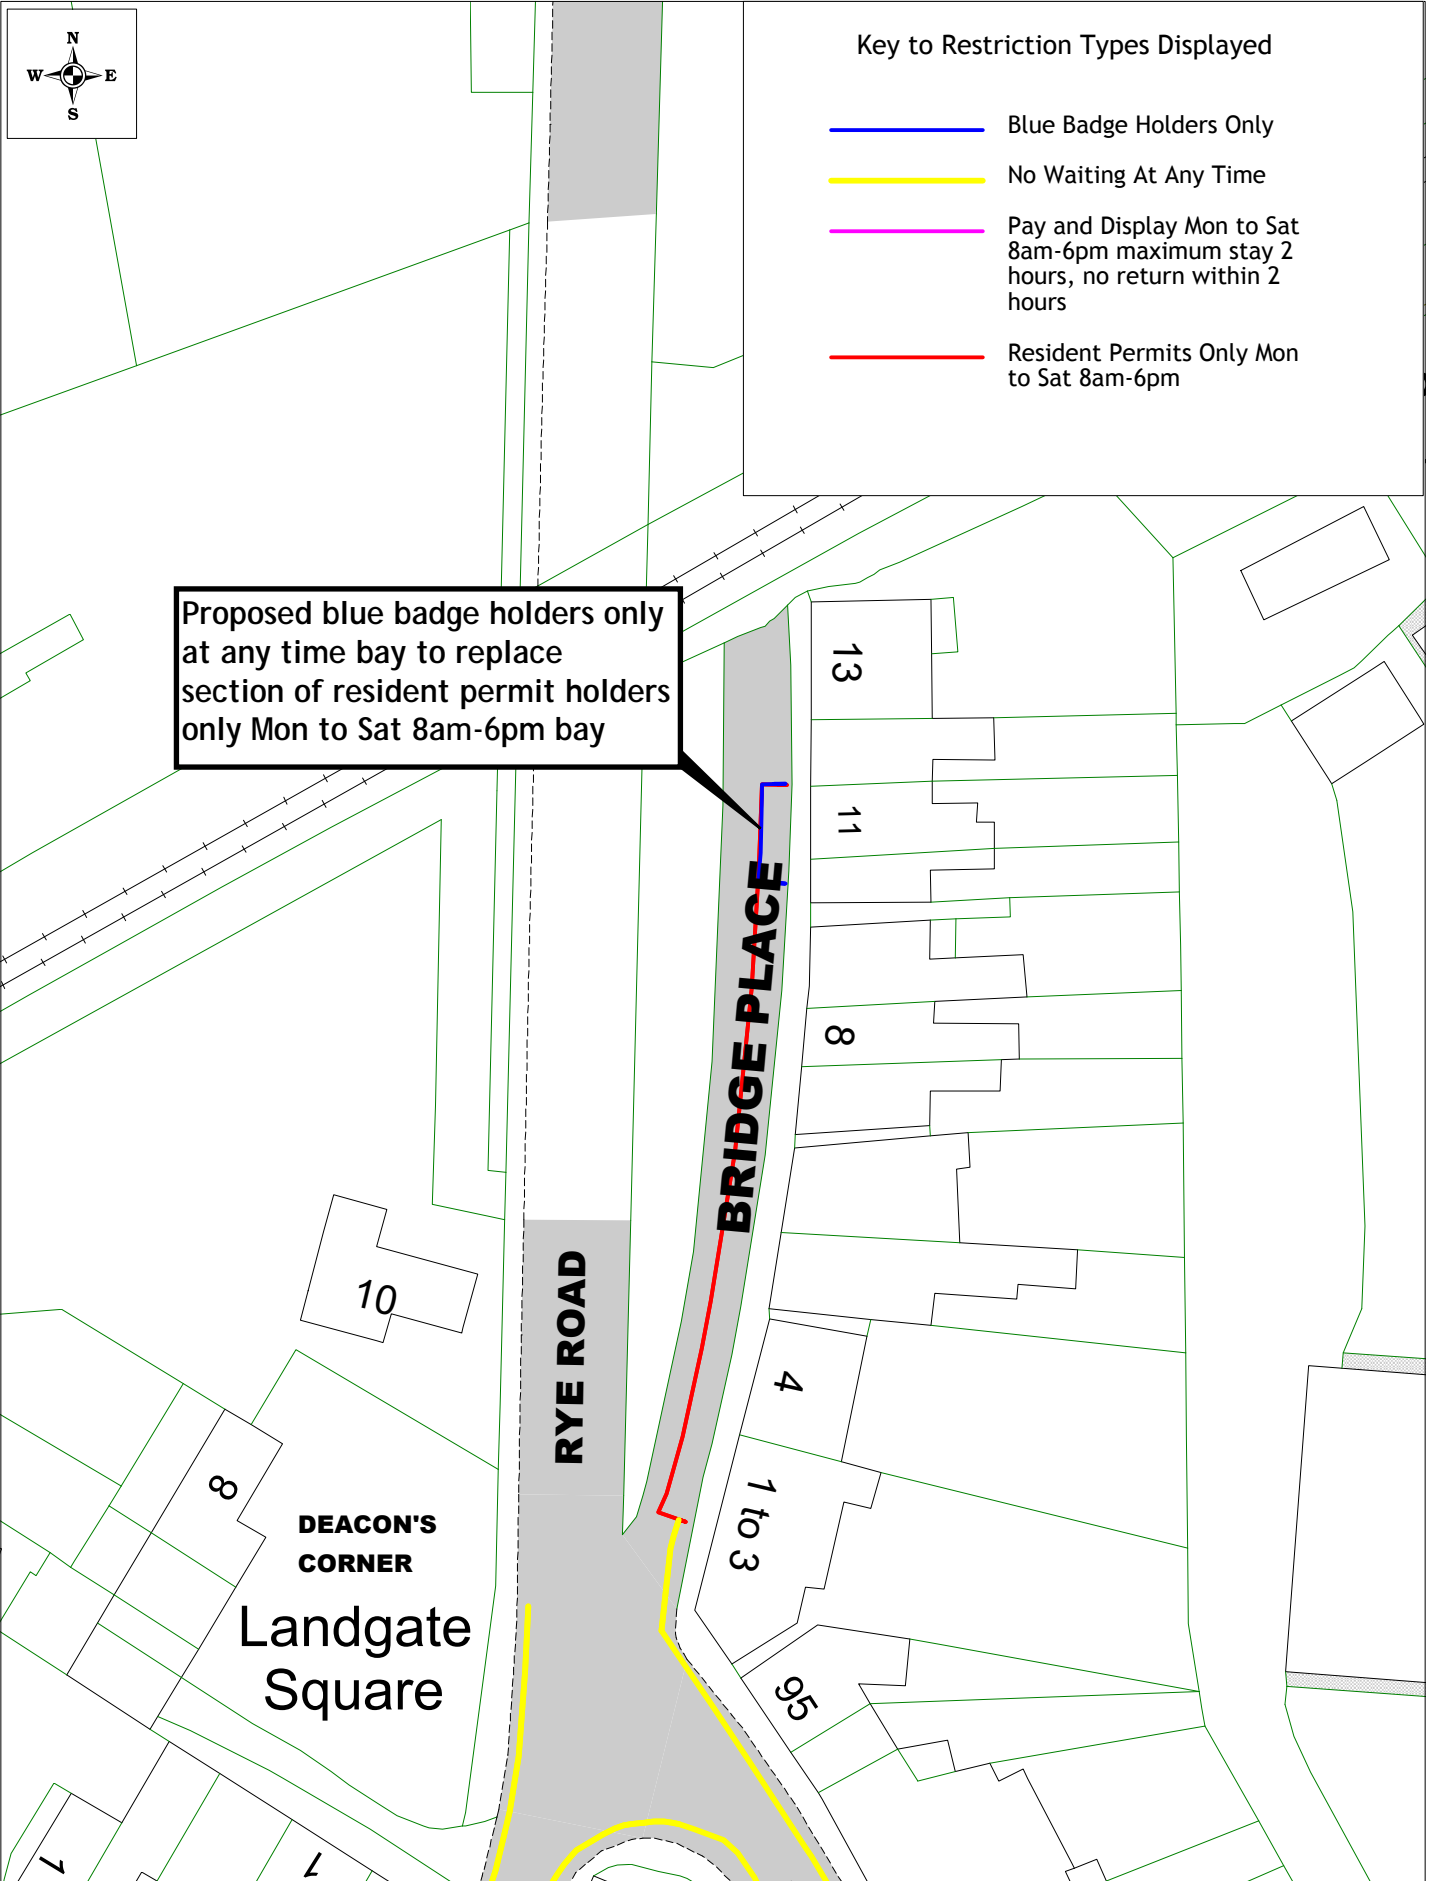 N
W E
S
Key to Restriction Types Displayed
Blue Badge Holders Only
No Waiting At Any Time
Pay and Display Mon to Sat
8am-6pm maximum stay 2
hours, no return within 2
hours
Resident Permits Only Mon
to Sat 8am-6pm
Proposed blue badge holders only
at any time bay to replace
section of resident permit holders
only Mon to Sat 8am-6pm bay
13
11
BRIDGE PLACE
8
10
RYE ROAD
4
8
1 to 3
DEACON'S
CORNER
Landgate
Square
95
1
1